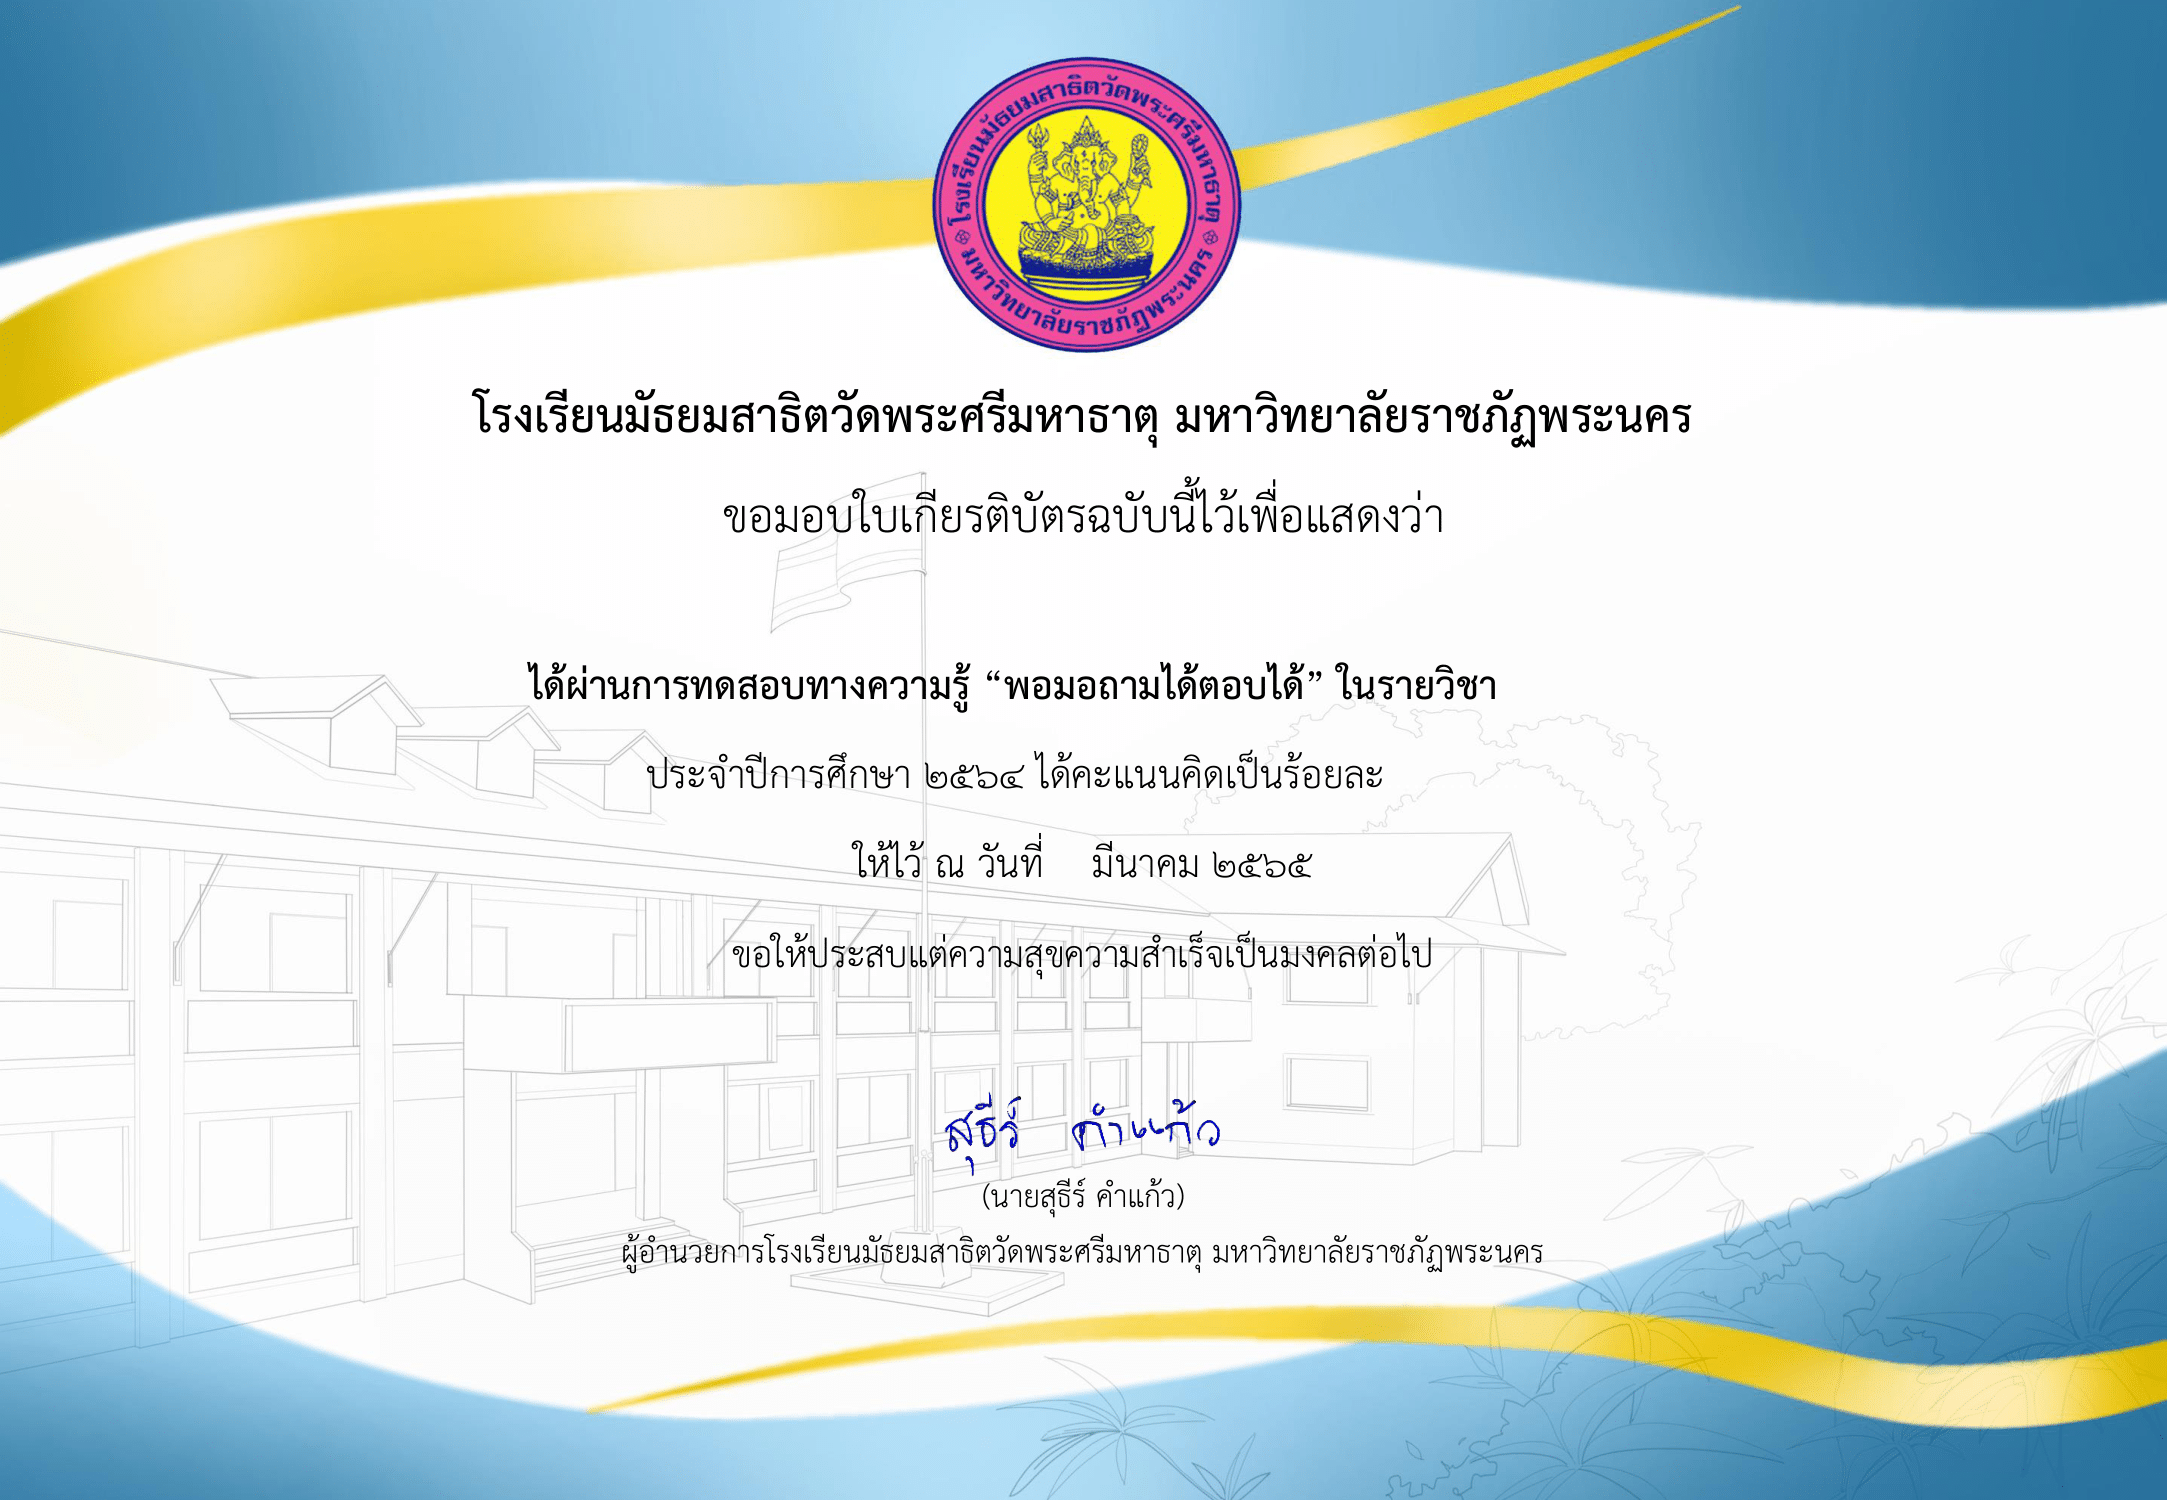 โรงเรียนมัธยมสาธิตวัดพระศรีมหาธาตุ
มหาวิทยาลัยราชภัฏพระนคร
โรงเรียนมัธยมสาธิตวัดพระศรีมหาธาตุ มหาวิทยาลัยราชภัฏพระนคร
ขอมอบใบเกียรติบัตรฉบับนี้ไว้เพื่อแสดงว่า
ได้ผ่านการทดสอบทางความรู้ “พอมอถามได้ตอบได้” ในรายวิชา
ประจำปีการศึกษา ๒๕๖๔ ได้คะแนนคิดเป็นร้อยละ
ให้ไว้ ณ วันที่ มีนาคม ๒๕๖๕
ขอให้ประสบแต่ความสุขความสำเร็จเป็นมงคลต่อไป
สุธีร์ คำแก้ว
(นายสุธีร์ คำแก้ว)
ผู้อำนวยการโรงเรียนมัธยมสาธิตวัดพระศรีมหาธาตุ มหาวิทยาลัยราชภัฏพระนคร